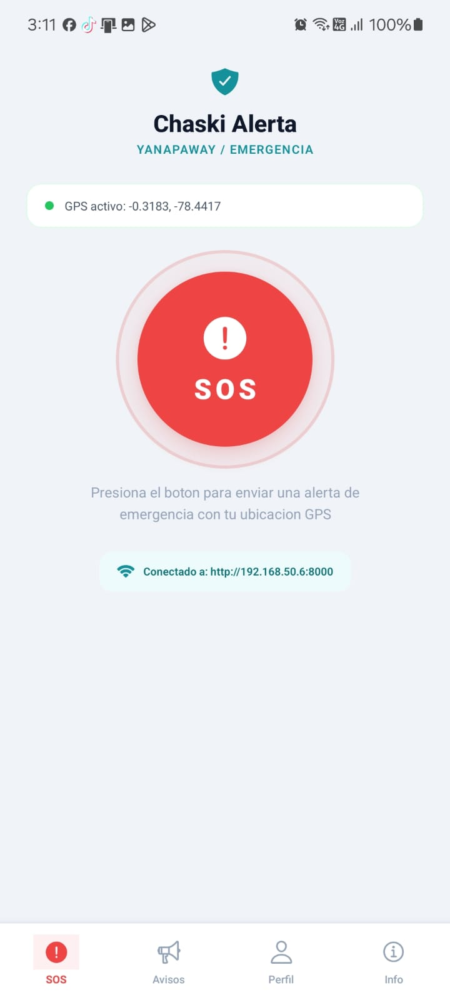 3:11 Voz 4G 100%
Chaski Alerta
YANAPAWAY / EMERGENCIA
GPS activo: -0.3183, -78.4417
!
SOS
Presiona el boton para enviar una alerta de
emergencia con tu ubicacion GPS
Conectado a: http://192.168.50.6:8000
!
SOS
Avisos
Perfil
Info